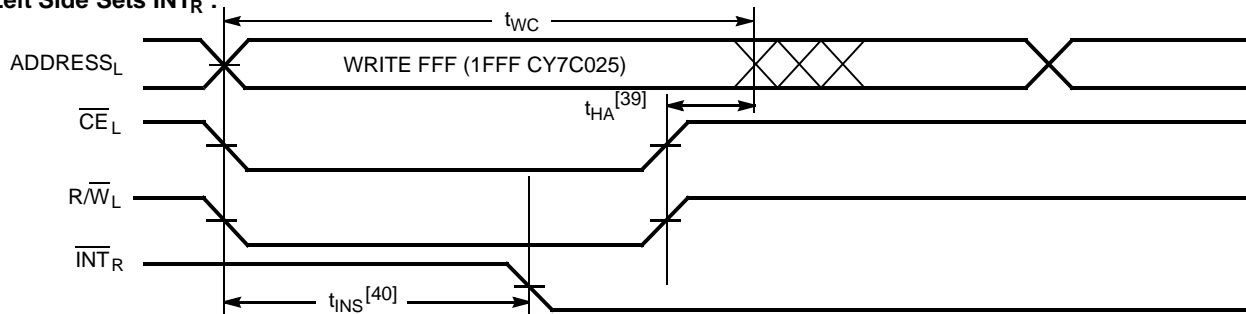 Left Side Sets INTR :
tWC
ADDRESSL
WRITE FFF (1FFF CY7C025)
tHA[39]
CEL
R/WL
INTR
tINS[40]